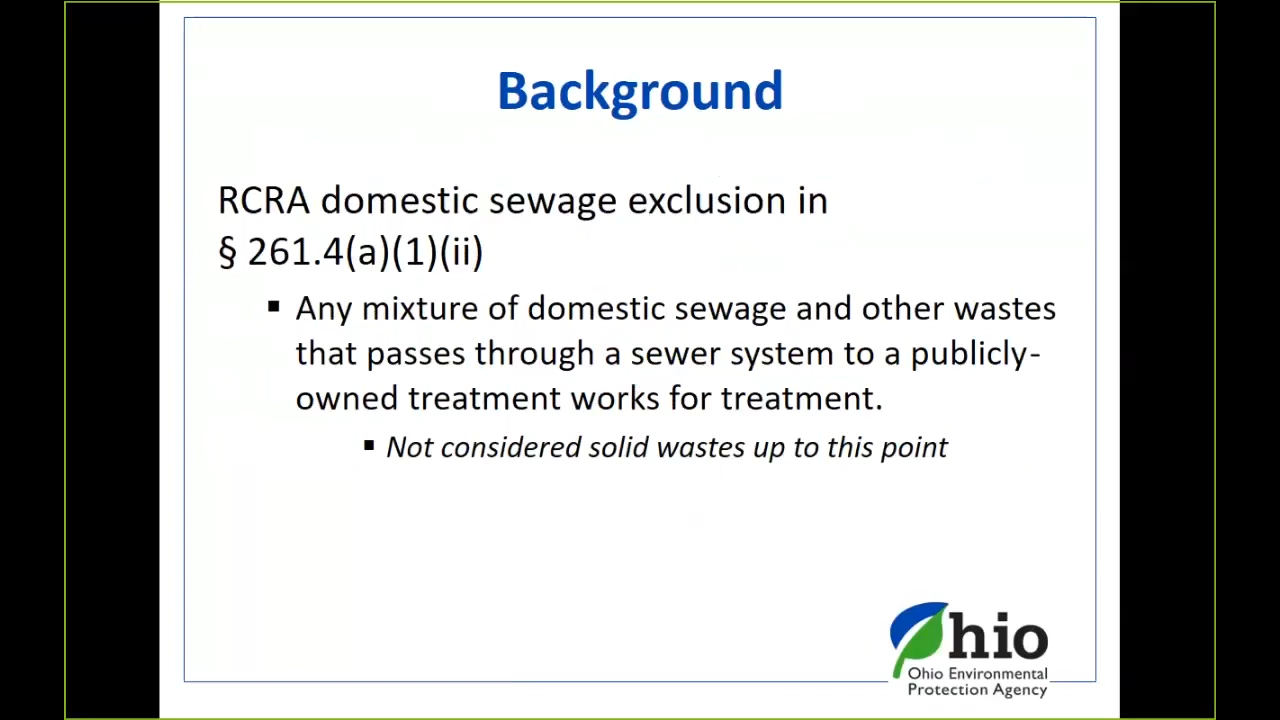 Background
RCRA domestic sewage exclusion in
§ 261.4(a)(1)(ii)
▪ Any mixture of domestic sewage and other wastes
that passes through a sewer system to a publicly-
owned treatment works for treatment.
▪ Not considered solid wastes up to this point
Ohio
Ohio Environmental
Protection Agency